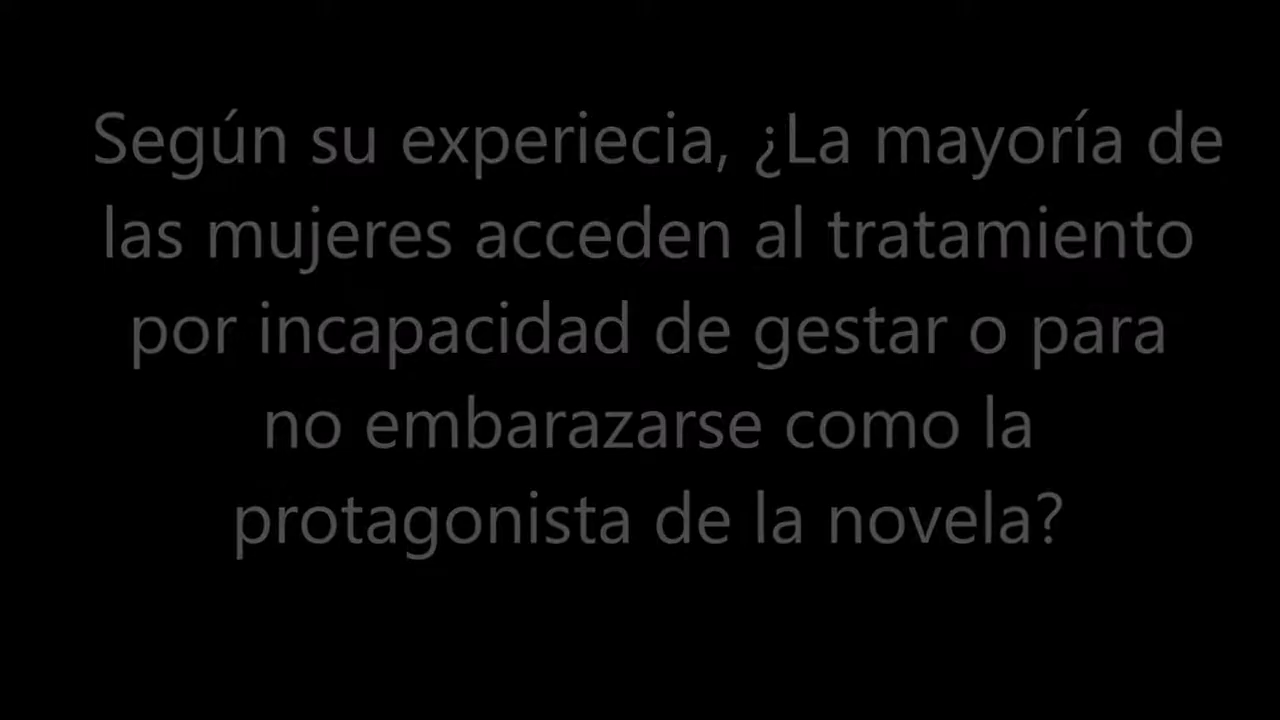 Según su experiecia, ¿La mayoría de
las mujeres acceden al tratamiento
por incapacidad de gestar o para
no embarazarse como la
protagonista de la novela?